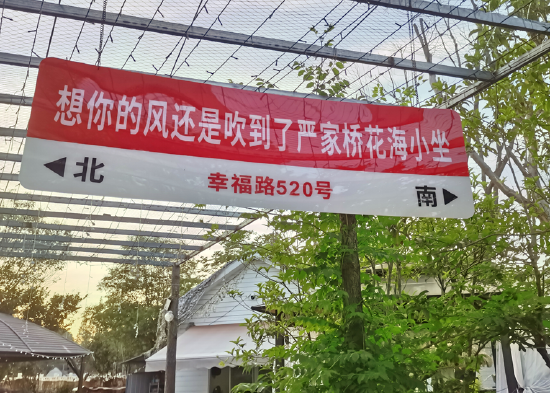 想你的风还是吹到了严家桥花海小坐
◀北 幸福路520号 南▶